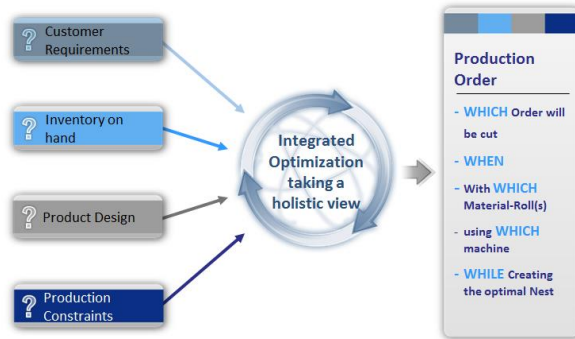 Customer
Requirements
Inventory on
hand
Product Design
Production
Constraints
Integrated
Optimization
taking a
holistic view
Production
Order
- WHICH Order will
be cut
- WHEN
- With WHICH
Material-Roll(s)
- using WHICH
machine
- WHILE Creating
the optimal Nest